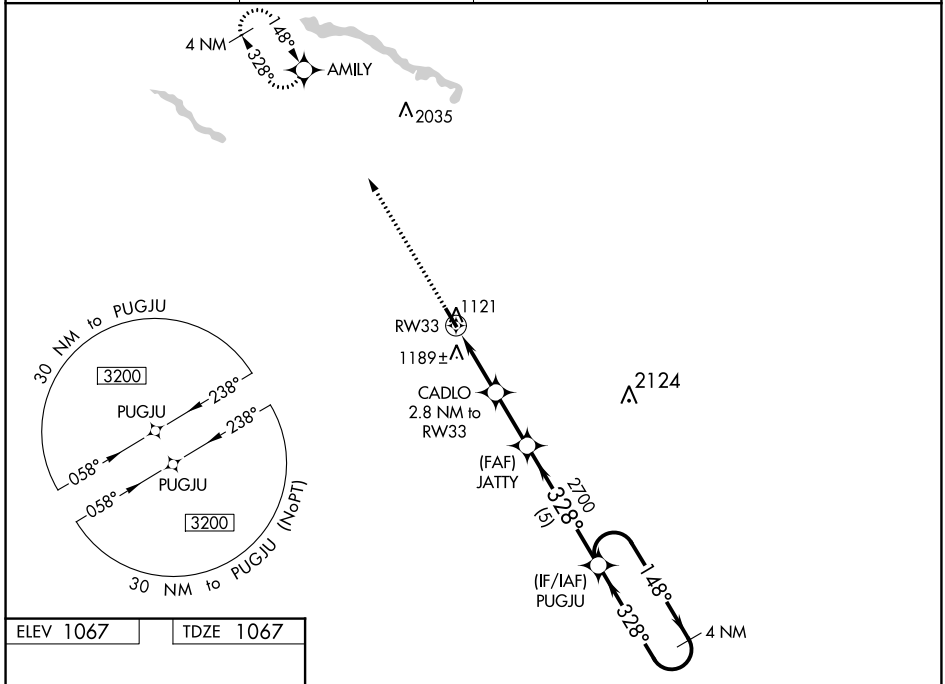 4 NM
148°
328°
AMILY
2035
1121
RW33
1189±
CADLO
2.8 NM to
RW33
2124
(FAF)
JATTY
2700
328°
(5)
(IF/IAF)
PUGJU
148°
328°
4 NM
30 NM to PUGJU
3200
238°
PUGJU
058°
238°
PUGJU
058°
3200
30 NM to PUGJU (NoPT)
ELEV 1067
TDZE 1067